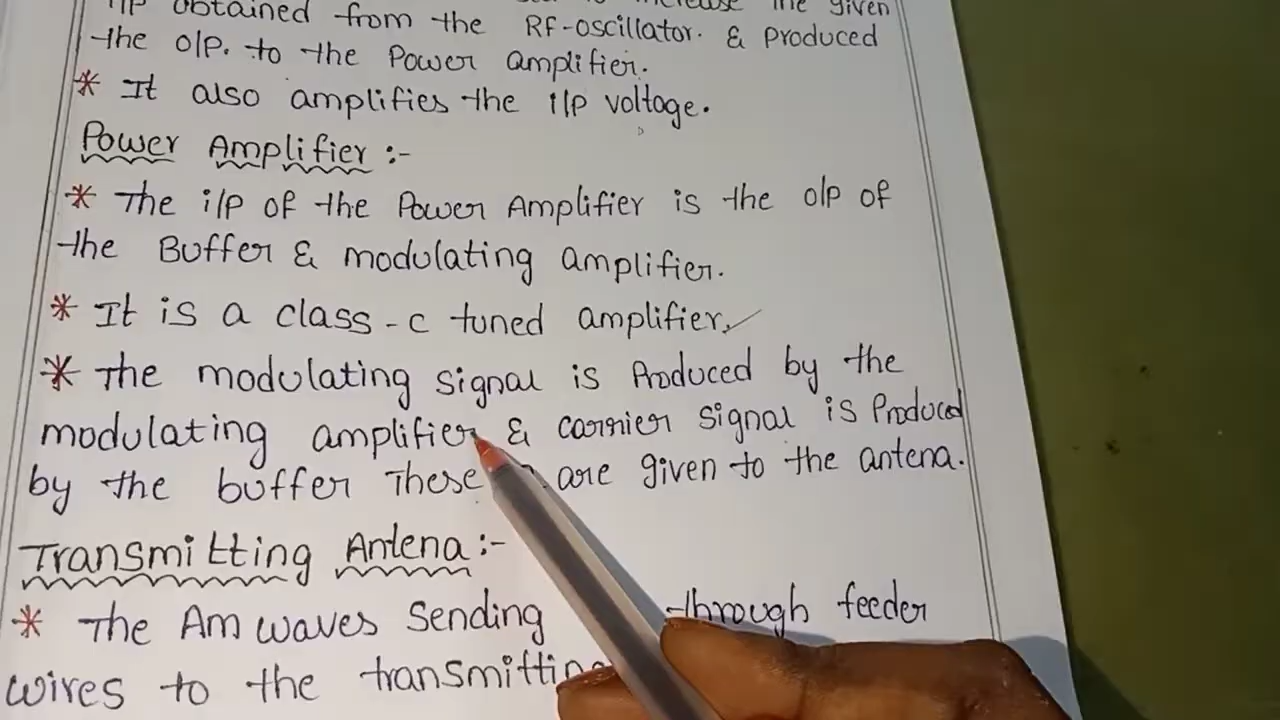 i/p obtained from the RF-oscillator. & Produced
the o/p. to the Power amplifier.
* It also amplifies the i/p voltage.
Power Amplifier :-
* The i/p of the Power Amplifier is the o/p of
the Buffer & modulating amplifier.
* It is a class-c tuned amplifier.
* The modulating signal is Produced by the
modulating amplifier & carrier signal is Produced
by the buffer These are given to the antena.
Transmitting Antena :-
* The Am waves Sending through feeder
wires to the transmitting